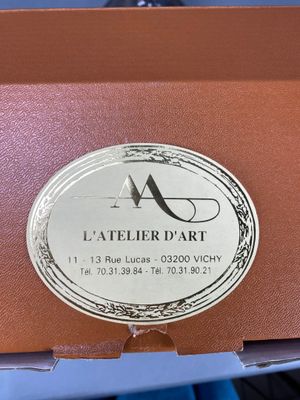 L'ATELIER D'ART
11 - 13 Rue Lucas - 03200 VICHY
Tél. 70.31.39.84 - Tél. 70.31.90.21